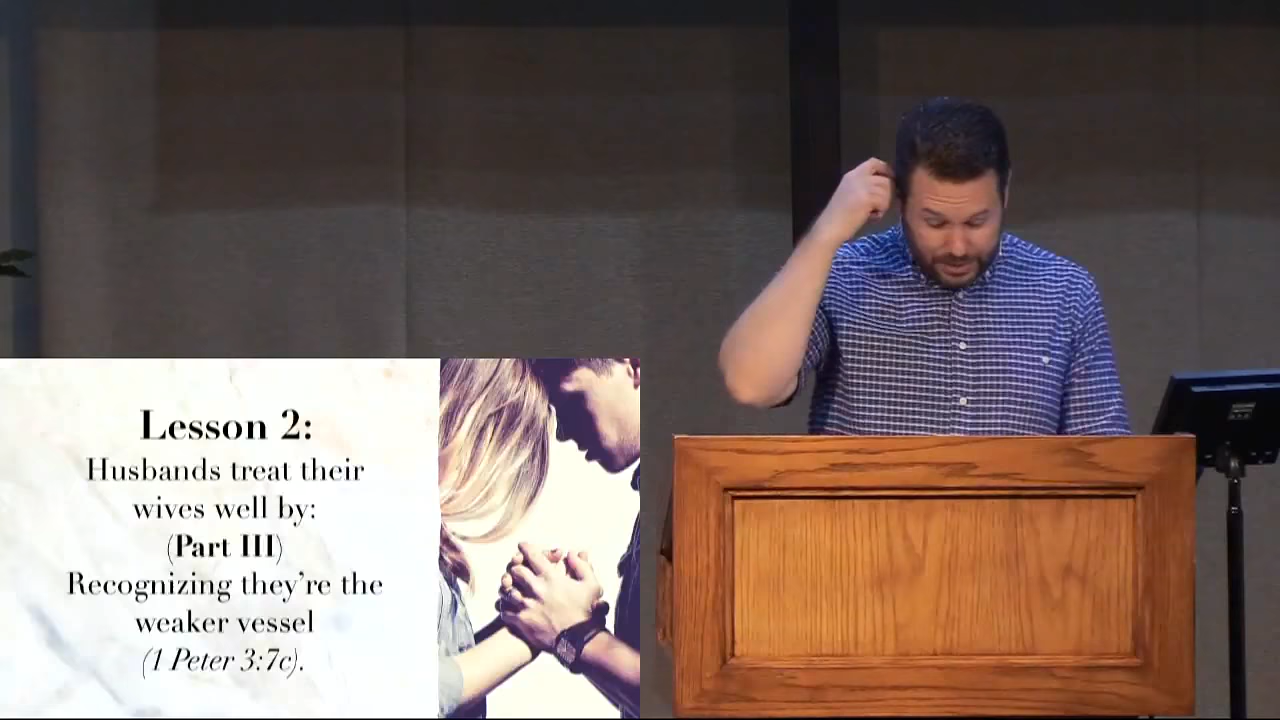 Lesson 2:
Husbands treat their
wives well by:
(Part III)
Recognizing they're the
weaker vessel
(1 Peter 3:7c).